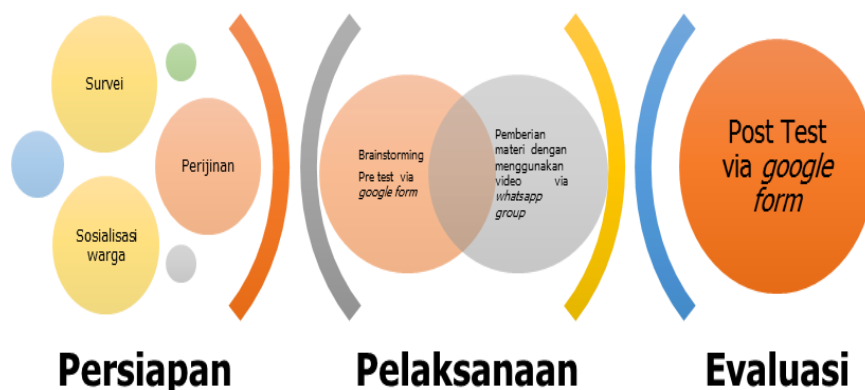 Survei
Perijinan
Sosialisasi
warga
Brainstorming
Pre test via
google form
Pemberian
materi dengan
menggunakan
video via
whatsapp
group
Post Test
via google
form
Persiapan
Pelaksanaan
Evaluasi